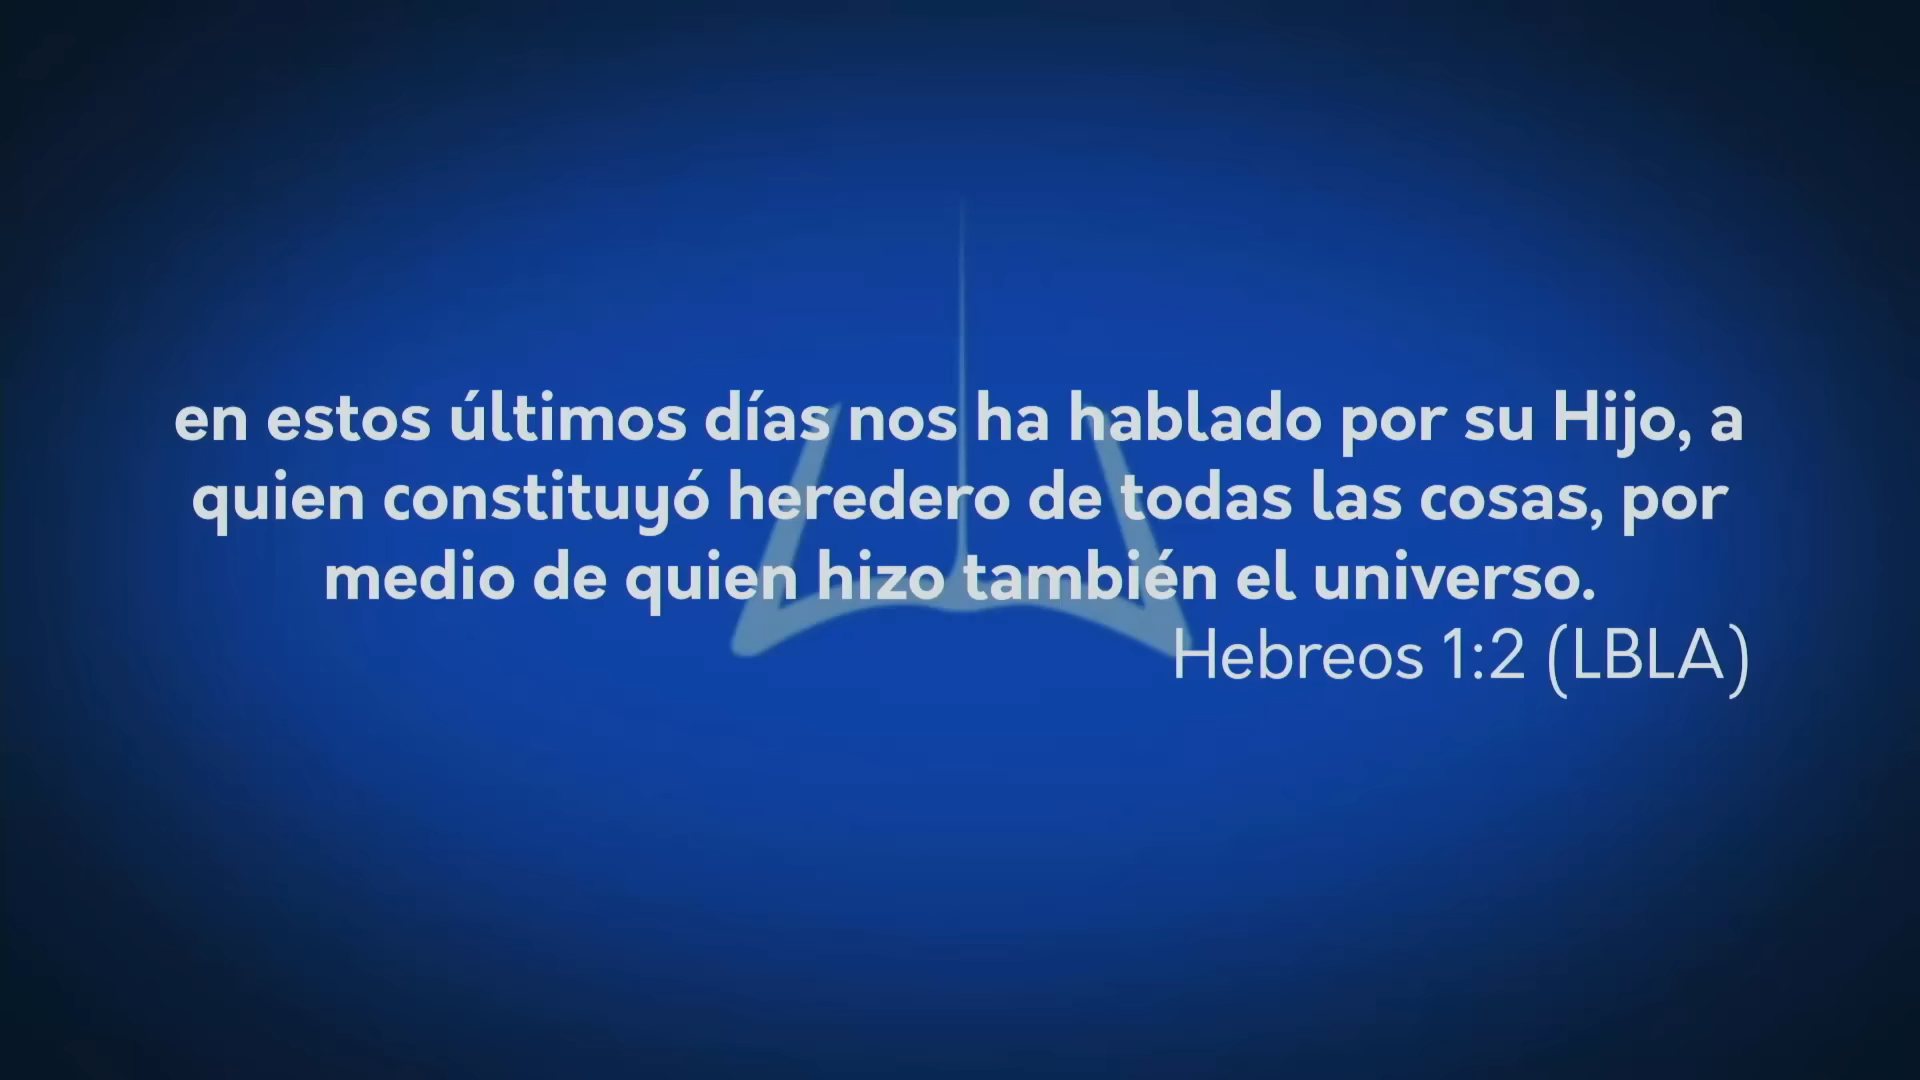 en estos últimos días nos ha hablado por su Hijo, a
quien constituyó heredero de todas las cosas, por
medio de quien hizo también el universo.
Hebreos 1:2 (LBLA)